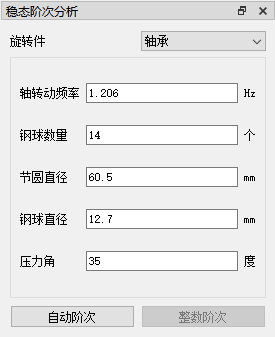 稳态阶次分析
旋转件 轴承
轴转动频率 1.206 Hz
钢球数量 14 个
节圆直径 60.5 mm
钢球直径 12.7 mm
压力角 35 度
自动阶次 整数阶次